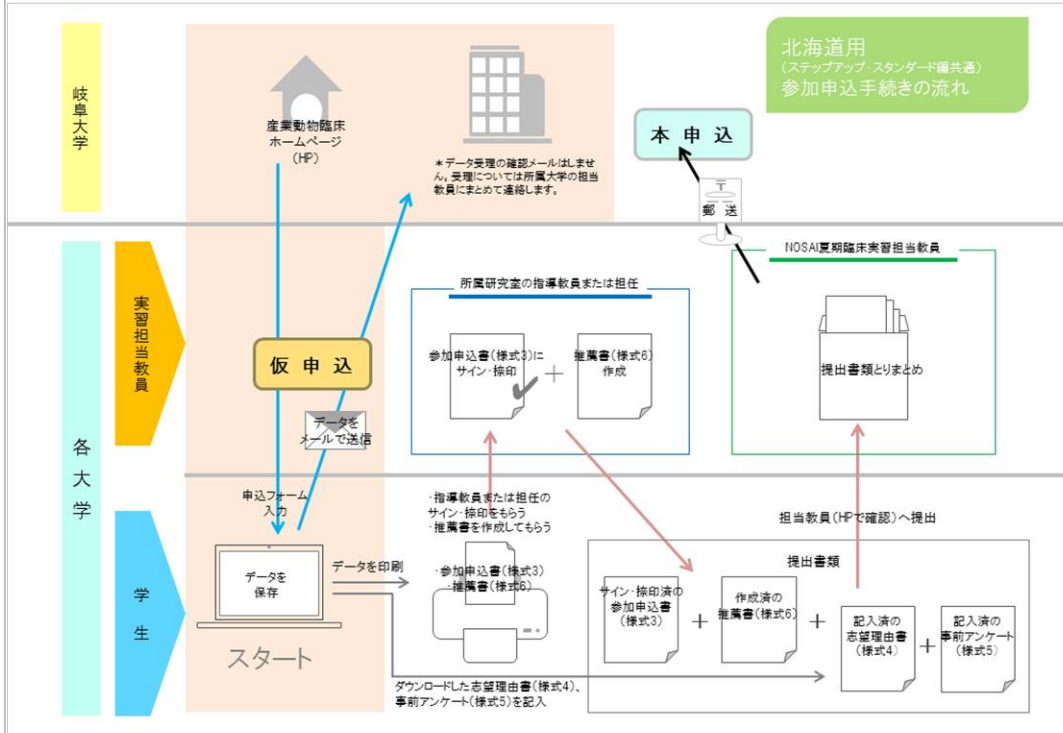 北海道用
(ステップアップ・スタンダード編共通)
参加申込手続きの流れ
岐阜大学
産業動物臨床
ホームページ
(HP)
*データ受理の確認メールはしませ
ん。受理については所属大学の担当
教員にまとめて連絡します。
本申込
〒
郵送
各大学
実習担当教員
仮申込
データを
メールで送信
所属研究室の指導教員または担任
参加申込書(様式3)に
サイン・捺印
+
推薦書(様式6)
作成
NOSAI夏期臨床実習担当教員
提出書類とりまとめ
学生
申込フォーム
入力
データを
保存
スタート
データを印刷
・指導教員または担任の
サイン・捺印をもらう
・推薦書を作成してもらう
・参加申込書(様式3)
・推薦書(様式6)
ダウンロードした志望理由書(様式4)、
事前アンケート(様式5)を記入
担当教員(HPで確認)へ提出
提出書類
サイン・捺印済の
参加申込書
(様式3)
+
作成済の
推薦書(様式6)
+
記入済の
志望理由書
(様式4)
+
記入済の
事前アンケート
(様式5)